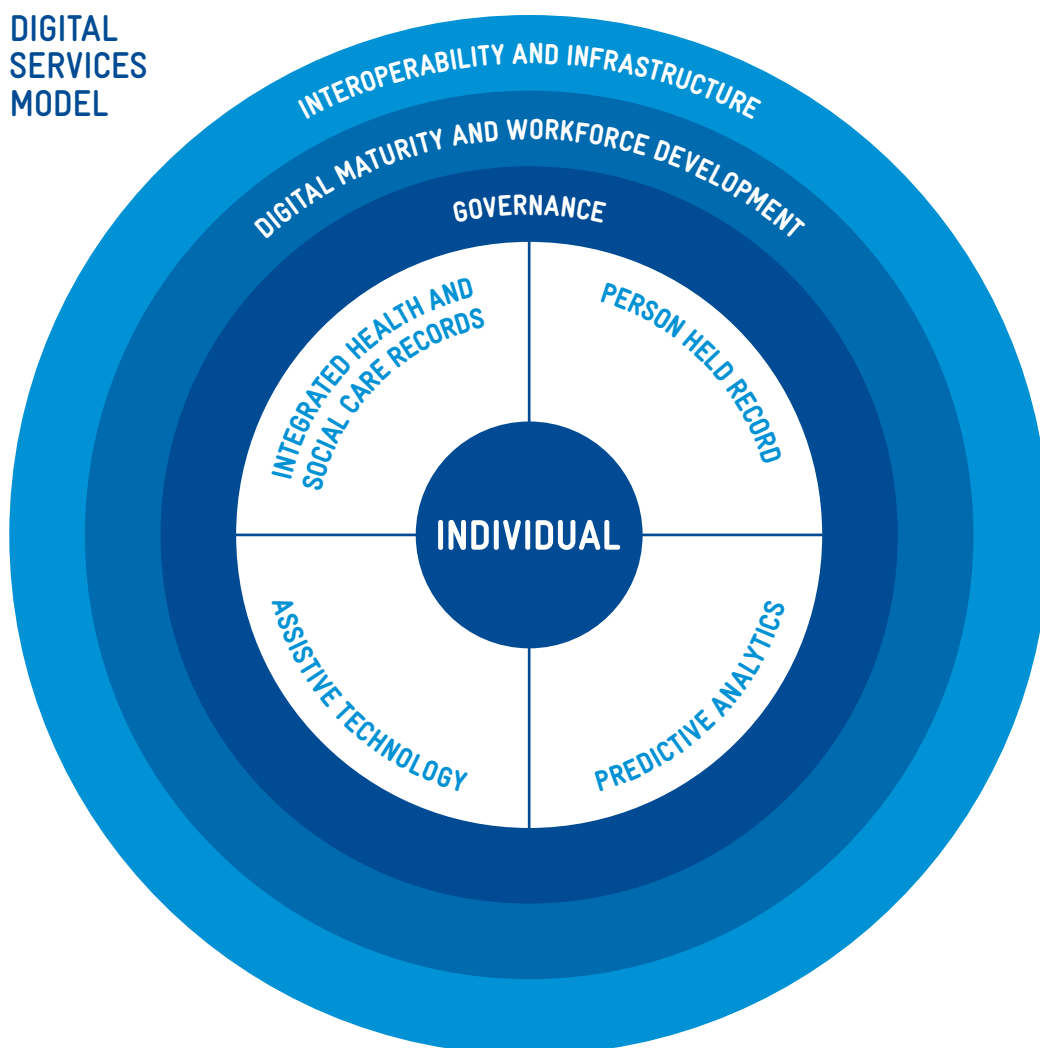 DIGITAL
SERVICES
MODEL
INTEROPERABILITY AND INFRASTRUCTURE
DIGITAL MATURITY AND WORKFORCE DEVELOPMENT
GOVERNANCE
INTEGRATED HEALTH AND
SOCIAL CARE RECORDS
PERSON HELD RECORD
INDIVIDUAL
ASSISTIVE TECHNOLOGY
PREDICTIVE ANALYTICS